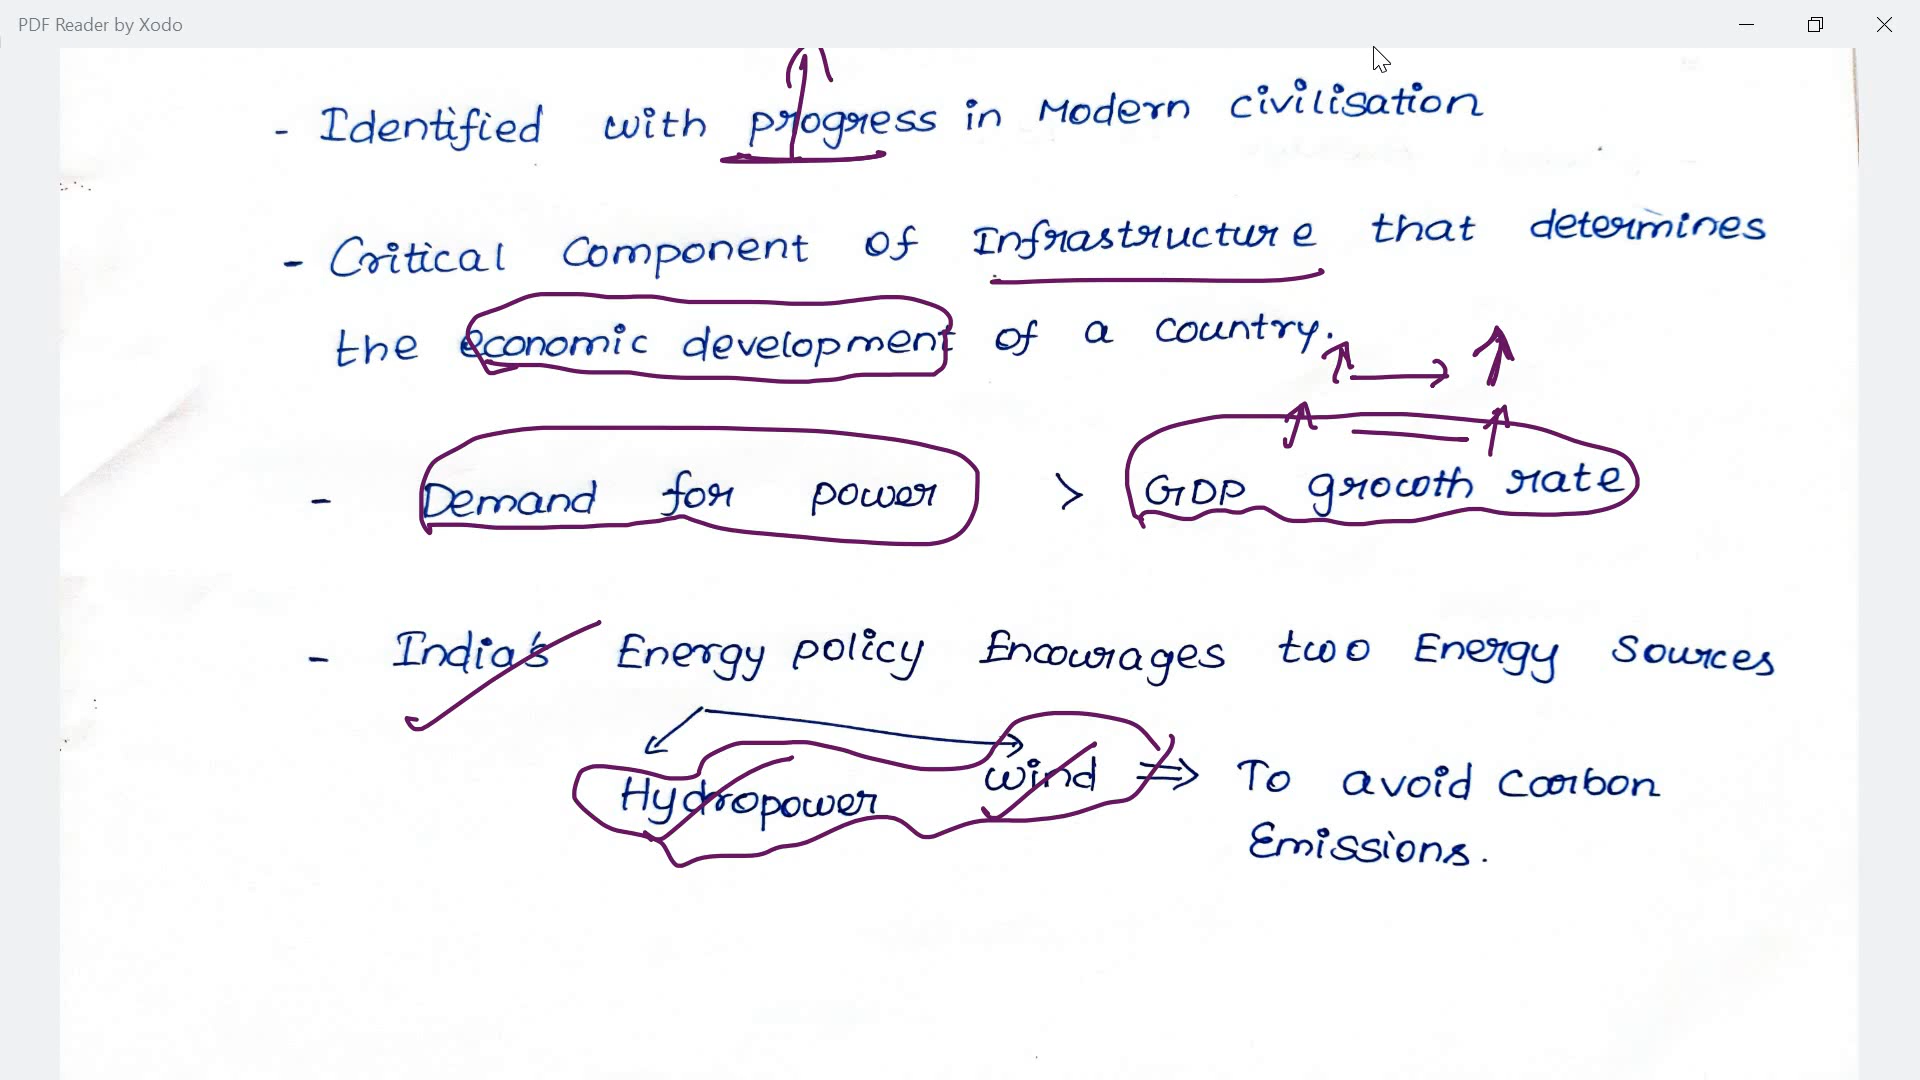 PDF Reader by Xodo
- Identified with progress in Modern civilisation
- Critical Component of Infrastructure that determines
the economic development of a country.
- Demand for power > GDP growth rate
- India's Energy policy Encourages two Energy Sources
Hydropower wind ⇒ To avoid Carbon
Emissions.